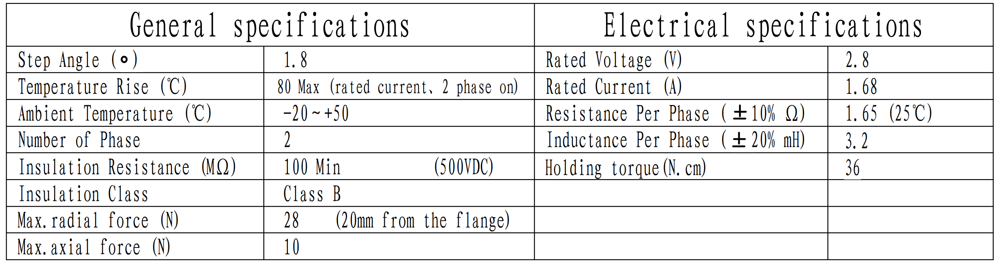 General specifications Electrical specifications
Step Angle (°) 1.8 Rated Voltage (V) 2.8
Temperature Rise (℃) 80 Max (rated current、2 phase on) Rated Current (A) 1.68
Ambient Temperature (℃) -20~+50 Resistance Per Phase (±10% Ω) 1.65 (25℃)
Number of Phase 2 Inductance Per Phase (±20% mH) 3.2
Insulation Resistance (MΩ) 100 Min (500VDC) Holding torque(N.cm) 36
Insulation Class Class B
Max.radial force (N) 28 (20mm from the flange)
Max.axial force (N) 10